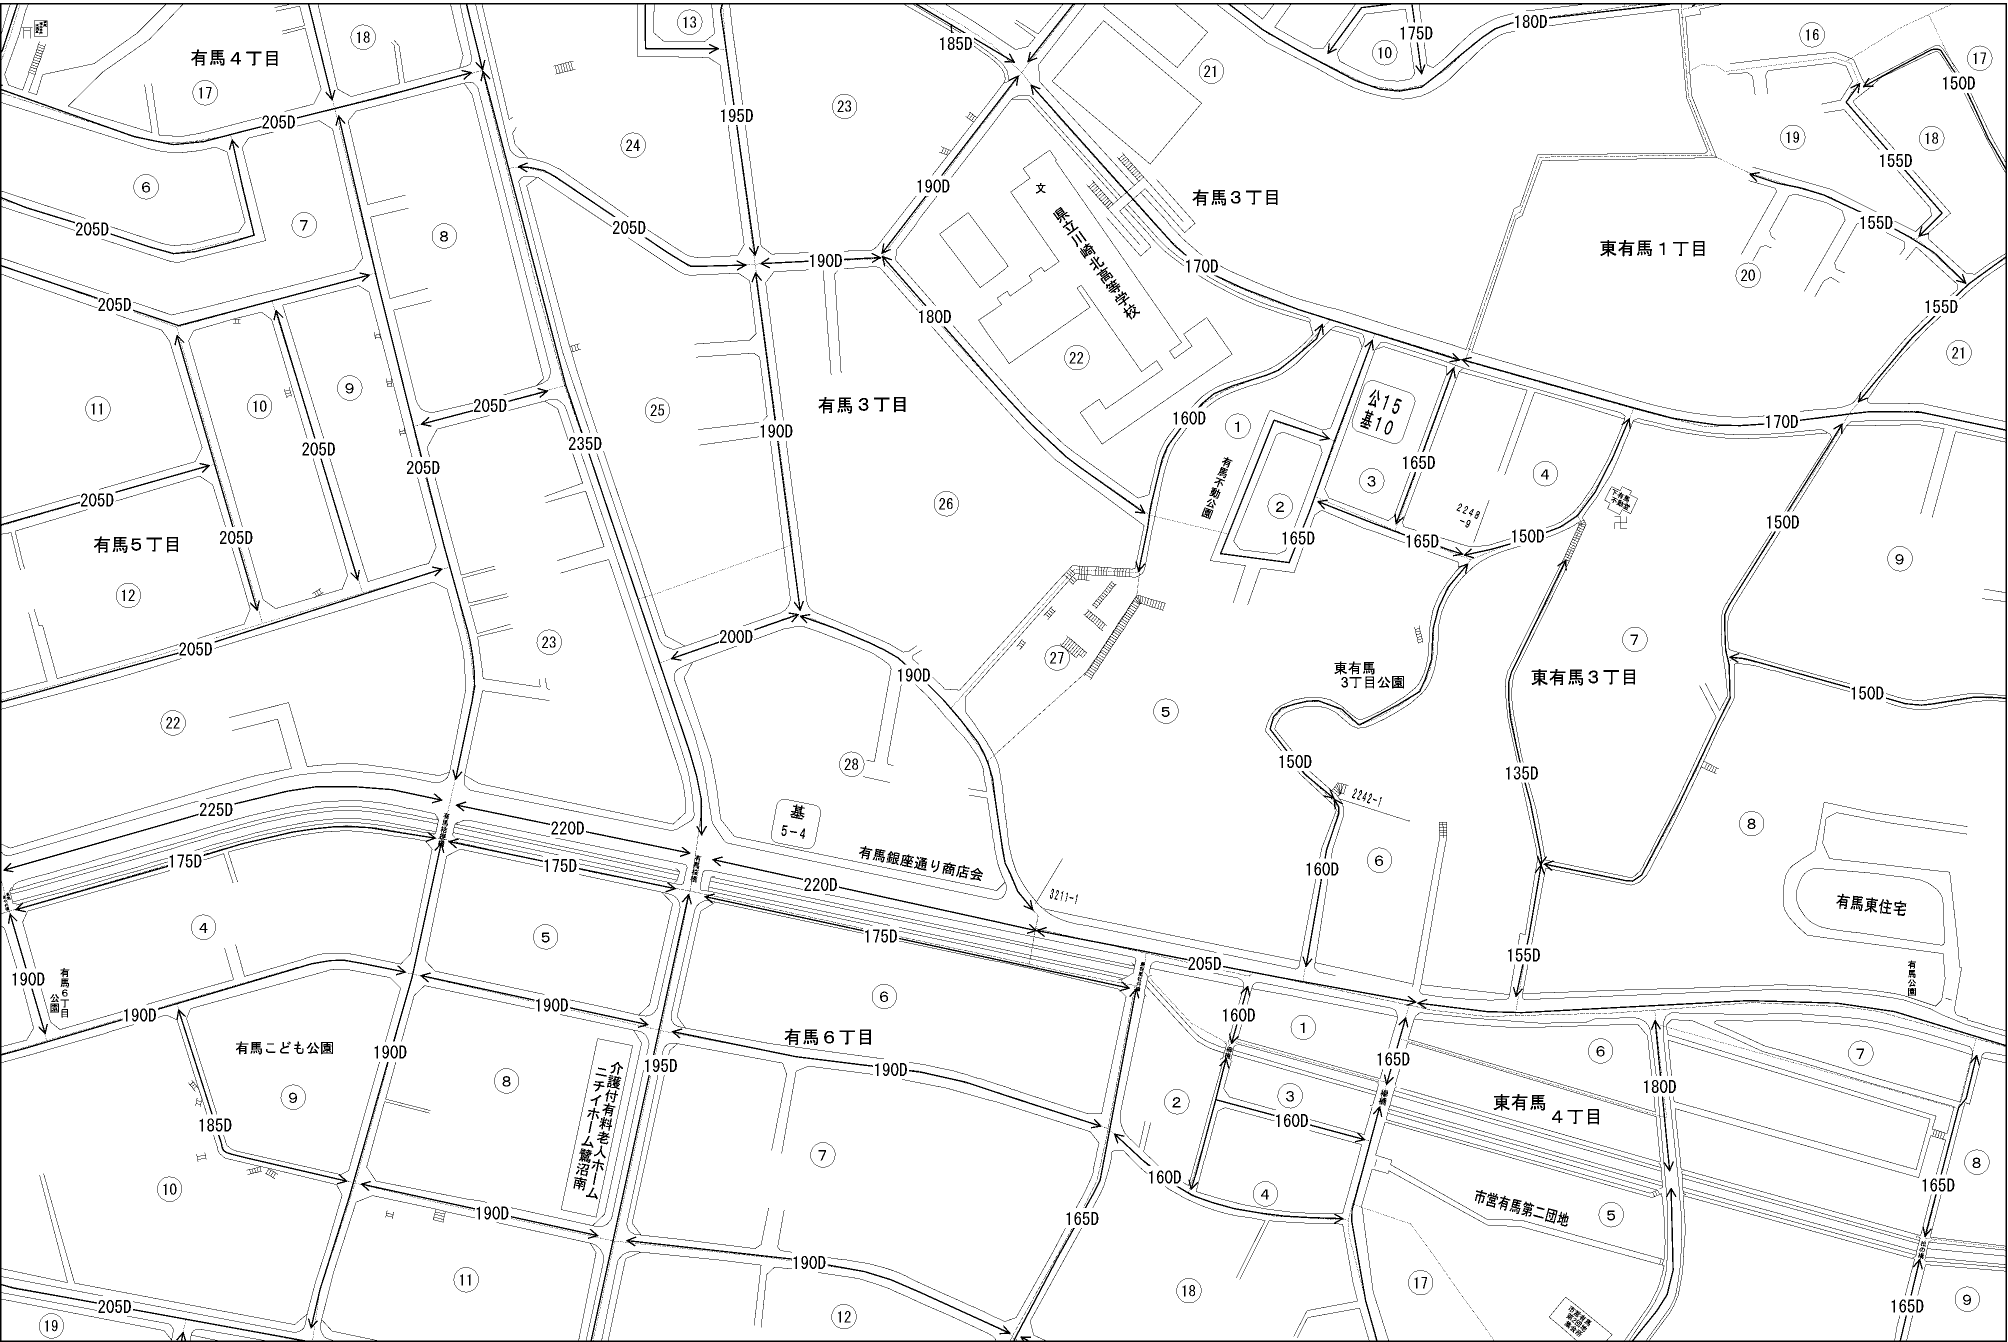 13
185D
175D
180D
16
18
有馬４丁目
17
10
21
17
150D
205D
195D
23
24
19
18
155D
6
7
8
190D
文
県立川崎北高等学校
有馬３丁目
205D
205D
155D
東有馬１丁目
20
190D
170D
205D
180D
155D
21
22
9
11
10
25
有馬３丁目
160D
1
公15
基10
170D
205D
205D
235D
190D
205D
165D
有馬不動公園
3
4
205D
26
2
2248
-9
下有馬
不動堂
150D
205D
165D
165D
150D
9
有馬５丁目
12
205D
200D
23
27
7
東有馬
3丁目公園
東有馬３丁目
190D
150D
22
5
28
150D
135D
225D
基
5-4
2242-1
8
220D
175D
175D
有馬銀座通り商店会
220D
3211-1
160D
6
有馬東住宅
4
5
175D
205D
155D
190D
有馬６丁目
公園
有馬公園
190D
190D
6
160D
1
有馬６丁目
有馬こども公園
190D
195D
190D
165D
6
7
8
180D
9
2
3
160D
東有馬
４丁目
185D
介護付有料老人ホーム
ニチイホーム鷺沼南
7
160D
8
10
190D
165D
4
市営有馬第二団地
5
165D
190D
11
18
17
205D
19
12
165D
9